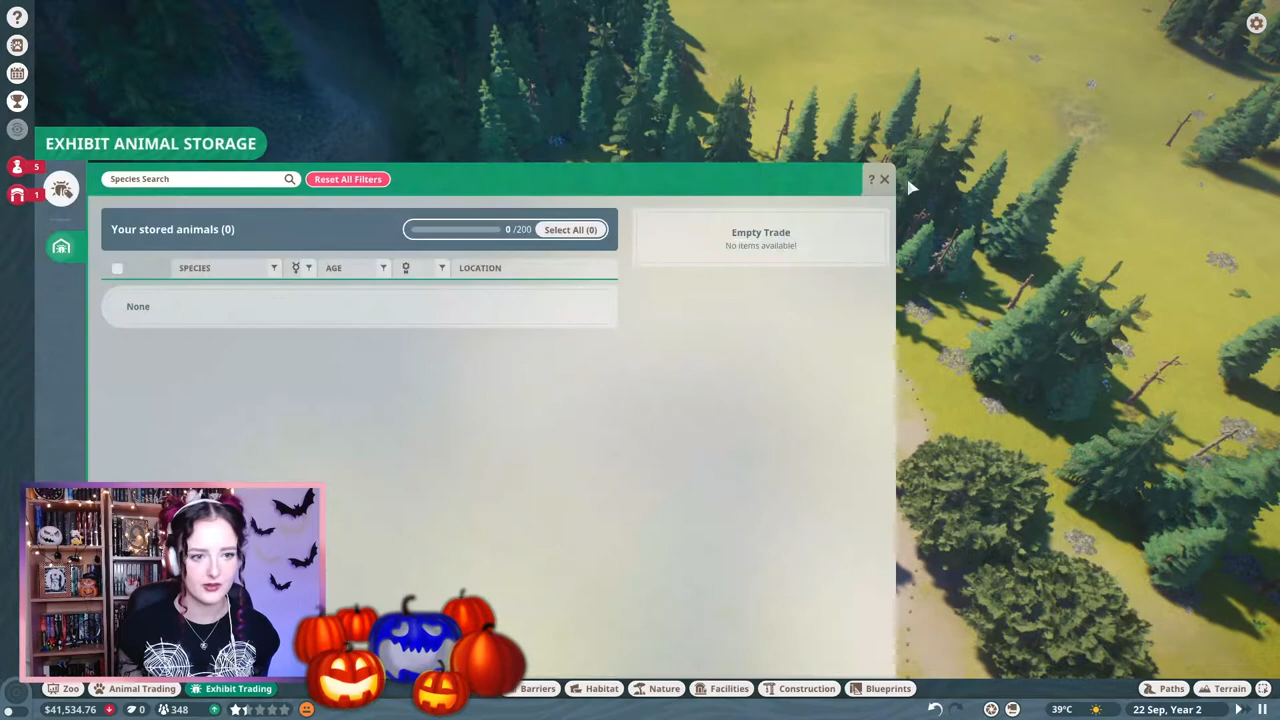 EXHIBIT ANIMAL STORAGE
5
1
Species Search
Reset All Filters
?
Your stored animals (0)
0 /200
Select All (0)
Empty Trade
No items available!
SPECIES
AGE
LOCATION
None
Zoo
Animal Trading
Exhibit Trading
Barriers
Habitat
Nature
Facilities
Construction
Blueprints
Paths
Terrain
$41,534.76
0
348
39°C
22 Sep, Year 2